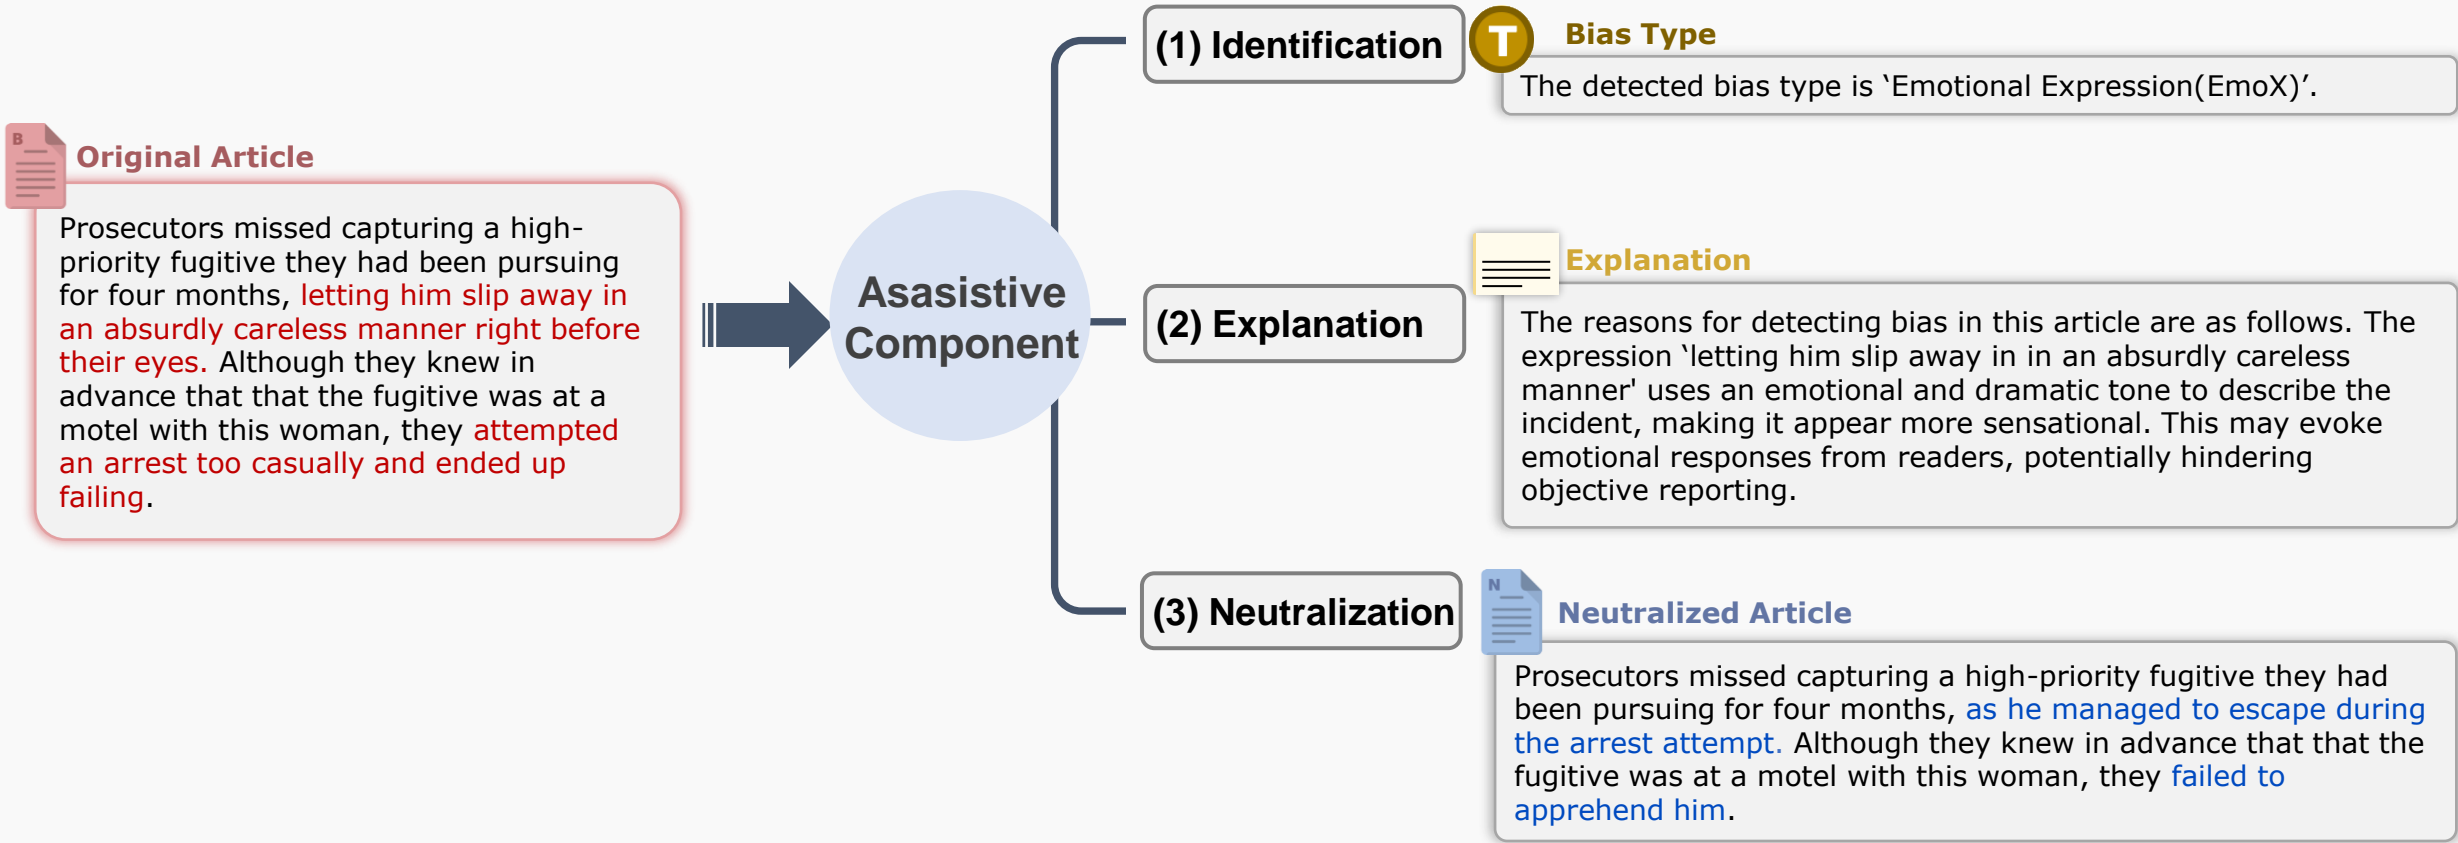 B
Original Article
Prosecutors missed capturing a high-
priority fugitive they had been pursuing
for four months, letting him slip away in
an absurdly careless manner right before
their eyes. Although they knew in
advance that that the fugitive was at a
motel with this woman, they attempted
an arrest too casually and ended up
failing.
Asasistive
Component
(1) Identification
T
Bias Type
The detected bias type is ‘Emotional Expression(EmoX)’.
(2) Explanation
Explanation
The reasons for detecting bias in this article are as follows. The
expression ‘letting him slip away in in an absurdly careless
manner' uses an emotional and dramatic tone to describe the
incident, making it appear more sensational. This may evoke
emotional responses from readers, potentially hindering
objective reporting.
(3) Neutralization
N
Neutralized Article
Prosecutors missed capturing a high-priority fugitive they had
been pursuing for four months, as he managed to escape during
the arrest attempt. Although they knew in advance that that the
fugitive was at a motel with this woman, they failed to
apprehend him.